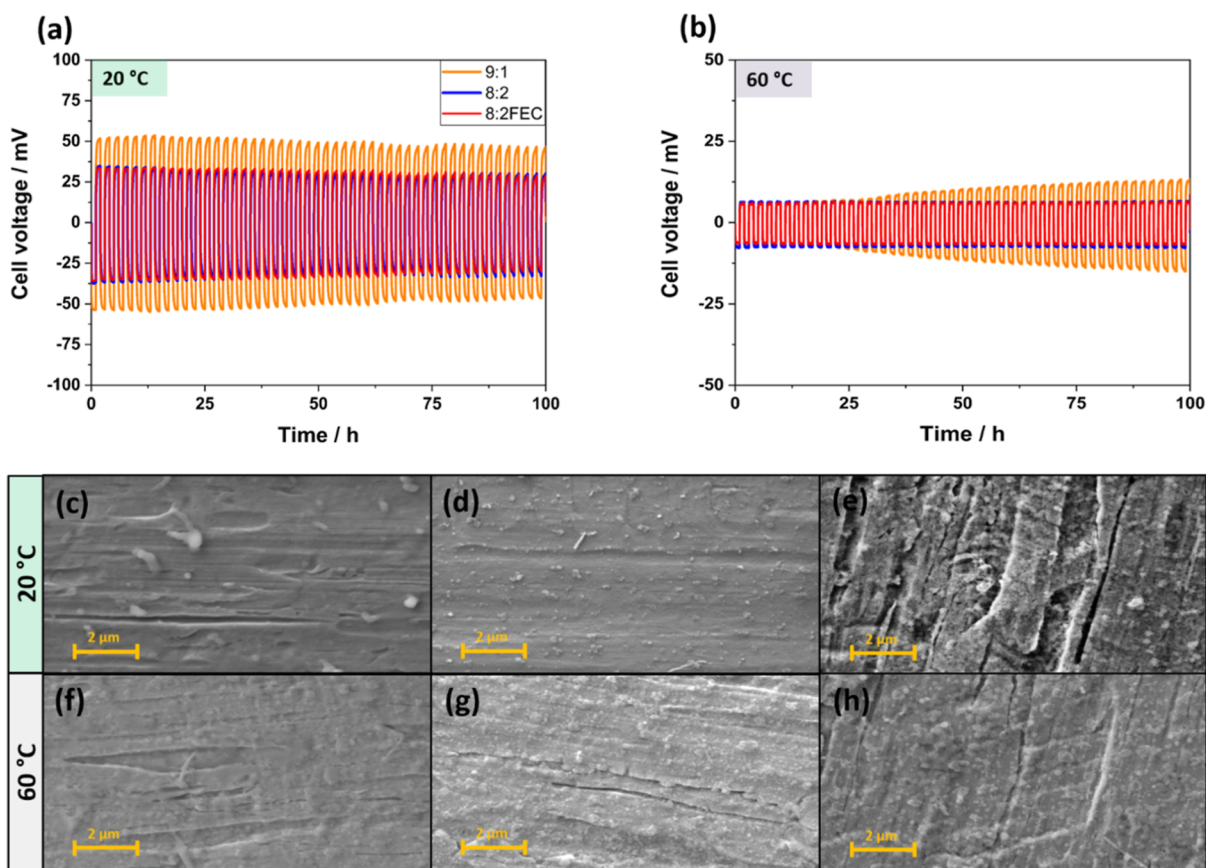 (a)
(b)
20 °C
9:1
8:2
8:2FEC
60 °C
Cell voltage / mV
100
75
50
25
0
-25
-50
-75
-100
0
25
50
75
100
Time / h
Cell voltage / mV
50
25
0
-25
-50
0
25
50
75
100
Time / h
20 °C
(c)
2 µm
(d)
2 µm
(e)
2 µm
60 °C
(f)
2 µm
(g)
2 µm
(h)
2 µm